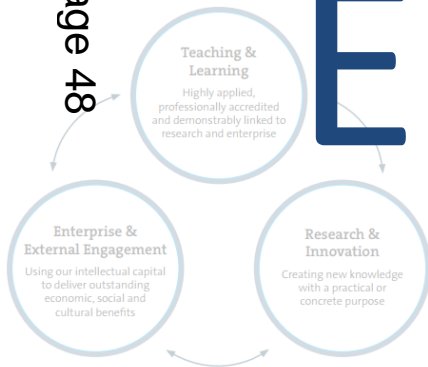 age 48
E
Teaching &
Learning
Highly applied,
professionally accredited
and demonstrably linked to
research and enterprise
Enterprise &
External Engagement
Using our intellectual capital
to deliver outstanding
economic, social and
cultural benefits
Research &
Innovation
Creating new knowledge
with a practical or
concrete purpose